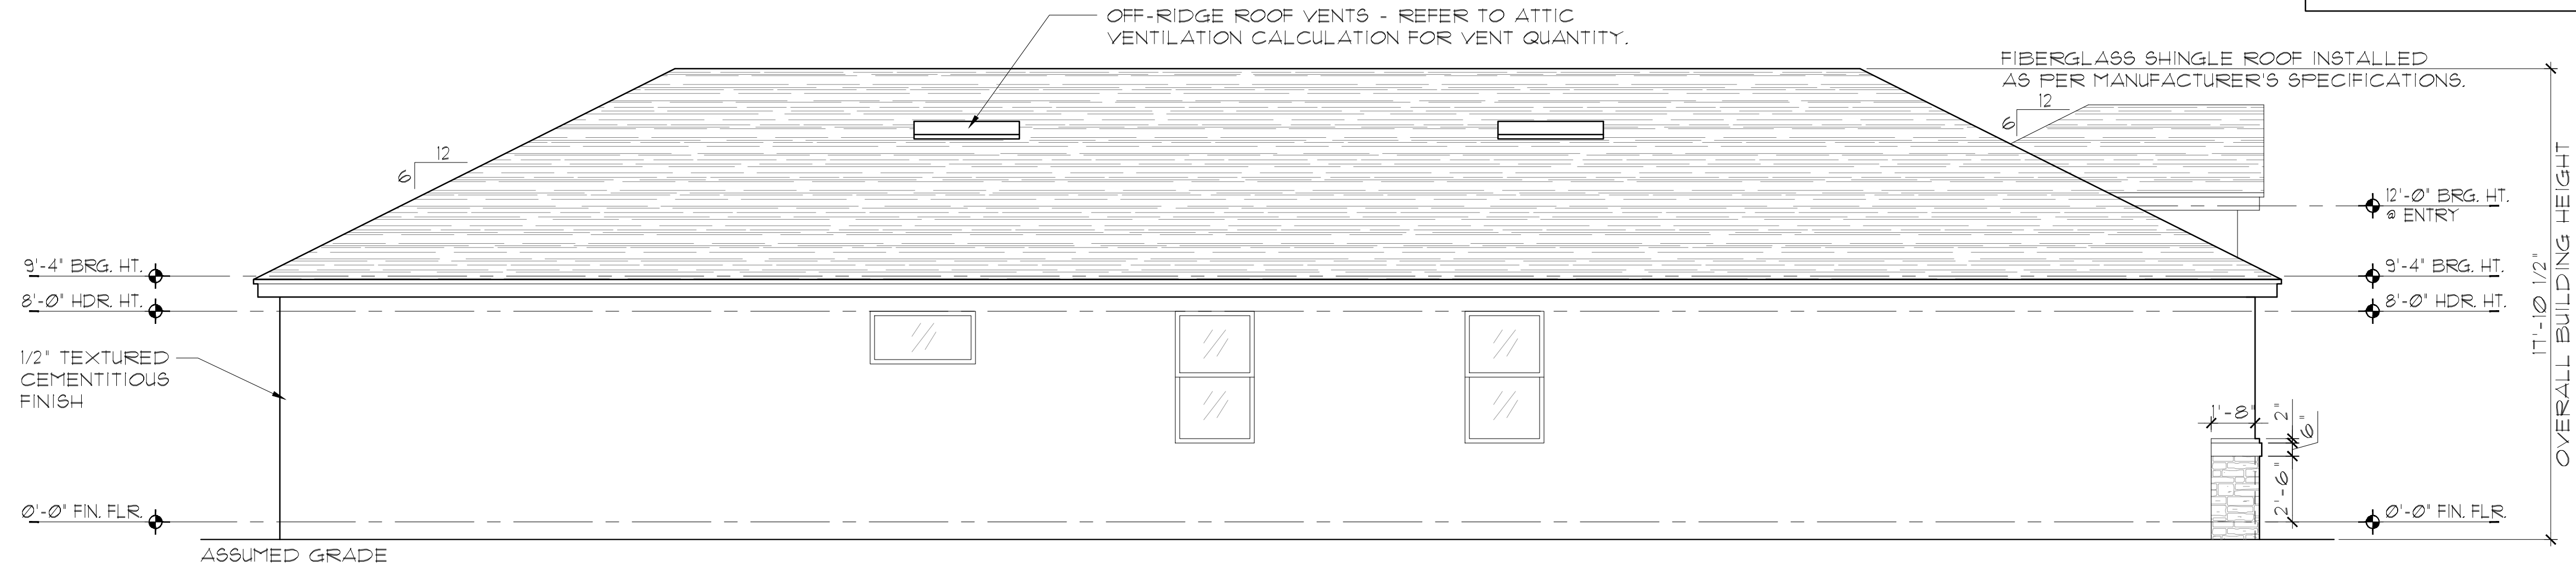 OFF-RIDGE ROOF VENTS - REFER TO ATTIC
VENTILATION CALCULATION FOR VENT QUANTITY.
FIBERGLASS SHINGLE ROOF INSTALLED
AS PER MANUFACTURER'S SPECIFICATIONS.
12
6
12
6
12'-0" BRG. HT.
@ ENTRY
9'-4" BRG. HT.
8'-0" HDR. HT.
9'-4" BRG. HT.
8'-0" HDR. HT.
17'-10 1/2"
OVERALL BUILDING HEIGHT
1/2" TEXTURED
CEMENTITIOUS
FINISH
1'-8"
2"
6"
2'-6"
0'-0" FIN. FLR.
0'-0" FIN. FLR.
ASSUMED GRADE